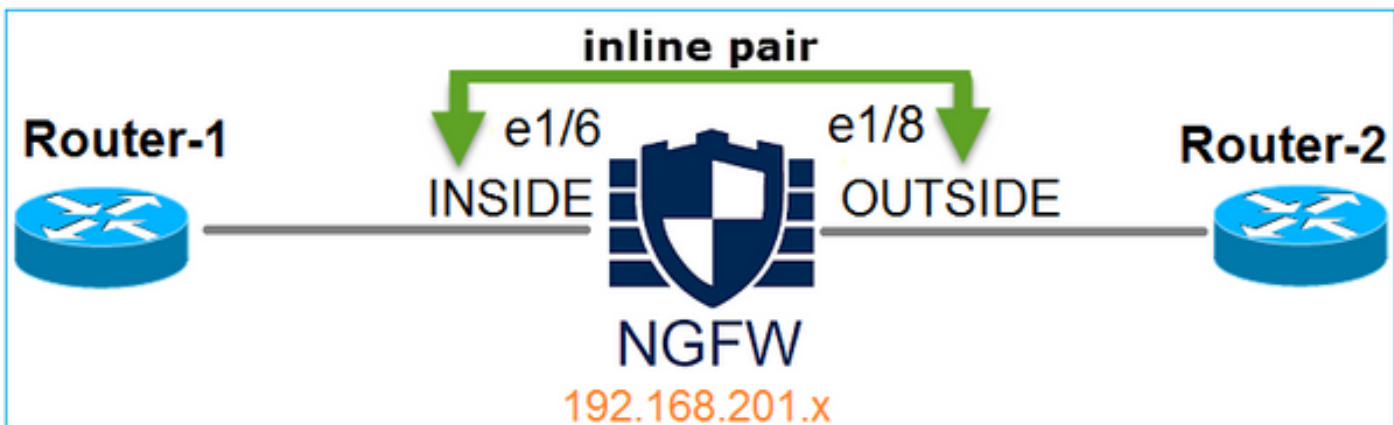 inline pair
Router-1
e1/6
e1/8
Router-2
INSIDE
OUTSIDE
NGFW
192.168.201.x